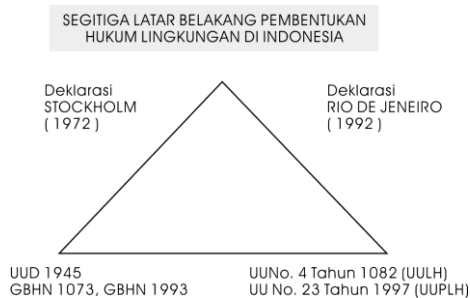 SEGITIGA LATAR BELAKANG PEMBENTUKAN
HUKUM LINGKUNGAN DI INDONESIA
Deklarasi
STOCKHOLM
( 1972 )
Deklarasi
RIO DE JENEIRO
( 1992 )
UUD 1945
GBHN 1073, GBHN 1993
UUNo. 4 Tahun 1082 (UULH)
UU No. 23 Tahun 1997 (UUPLH)